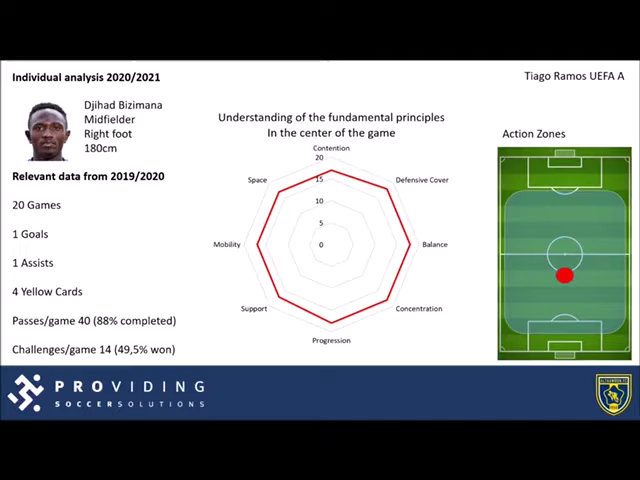 Individual analysis 2020/2021
Tiago Ramos UEFA A
Djihad Bizimana
Midfielder
Right foot
180cm
Relevant data from 2019/2020
20 Games
1 Goals
1 Assists
4 Yellow Cards
Passes/game 40 (88% completed)
Challenges/game 14 (49,5% won)
Understanding of the fundamental principles
In the center of the game
Contention
20
15
10
5
0
Space
Defensive Cover
Mobility
Balance
Support
Concentration
Progression
Action Zones
PROVIDING
SOCCERSOLUTIONS